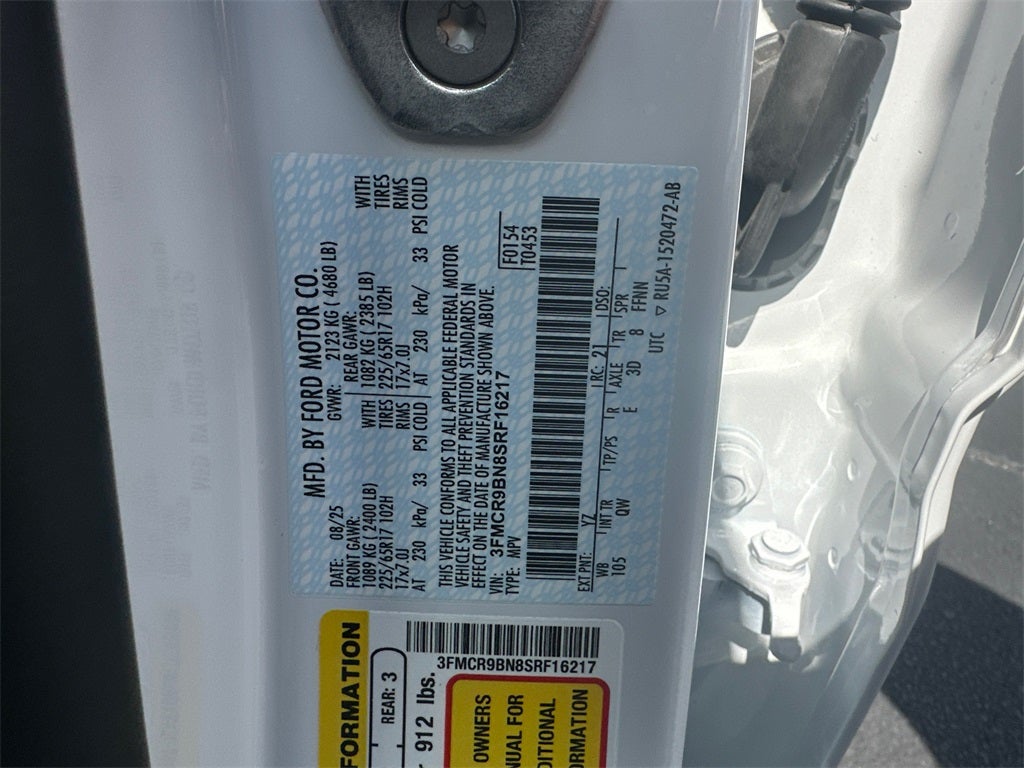 MFD. BY FORD MOTOR CO.
DATE: 08/25 GVWR: 2123 KG ( 4680 LB)
FRONT GAWR: REAR GAWR:
1089 KG ( 2400 LB) WITH 1082 KG ( 2385 LB) WITH
225/65R17 102H TIRES 225/65R17 102H TIRES
17x7.0J RIMS 17x7.0J RIMS
AT 230 kPa/ 33 PSI COLD AT 230 kPa/ 33 PSI COLD
THIS VEHICLE CONFORMS TO ALL APPLICABLE FEDERAL MOTOR
VEHICLE SAFETY AND THEFT PREVENTION STANDARDS IN
EFFECT ON THE DATE OF MANUFACTURE SHOWN ABOVE.
VIN: 3FMCR9BN8SRF16217
TYPE: MPV
F0154
T0453
EXT PNT: YZ RC: 21 DSO:
WB INT TR TP/PS R AXLE TR SPR
105 QW E 3D 8 FFNN
UTC ▽ RU5A-1520472-AB
FORMATION
REAR: 3
912 lbs.
3FMCR9BN8SRF16217
OWNERS
NUAL FOR
DITIONAL
ORMATION